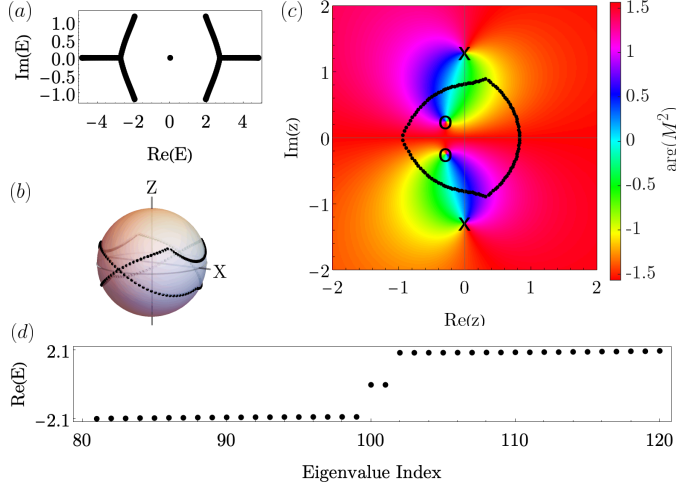 (a)
1.0
0.5
0.0
-0.5
-1.0
Im(E)
-4 -2 0 2 4
Re(E)
(b)
Z
X
(c)
2
1
0
-1
-2
Im(z)
X
O
O
X
-2 -1 0 1 2
Re(z)
1.5
1
0.5
0
-0.5
-1
-1.5
arg(M²)
(d)
2.1
-2.1
Re(E)
80 90 100 110 120
Eigenvalue Index